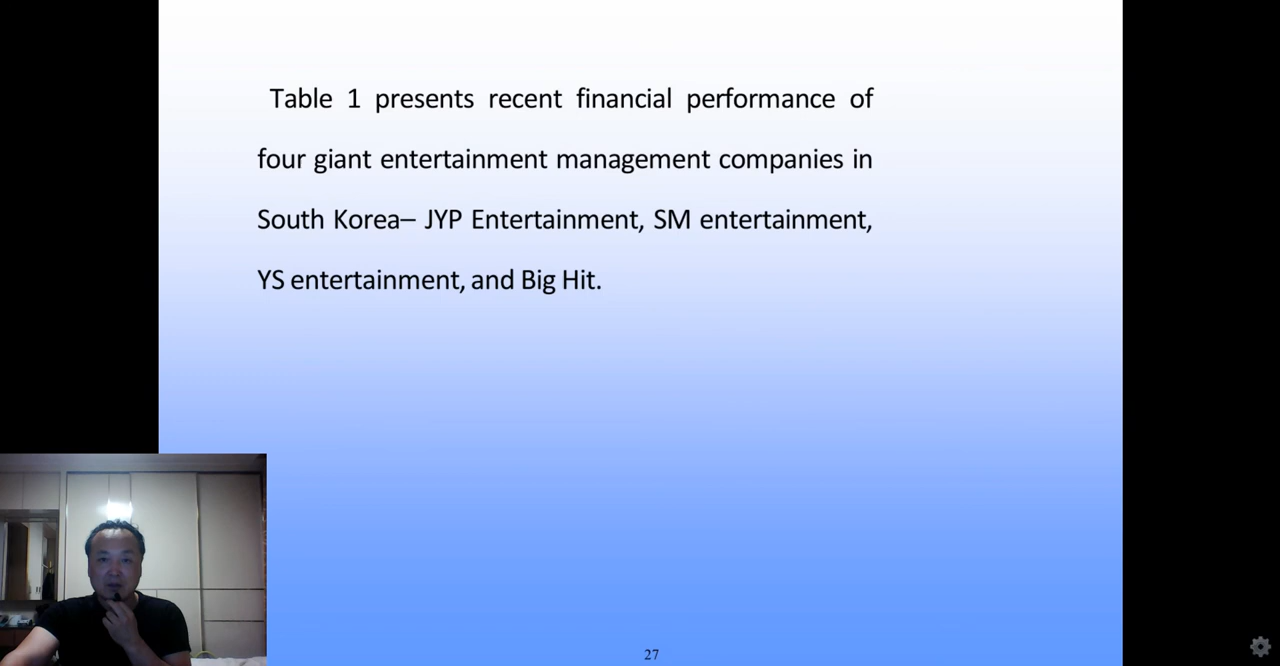 Table 1 presents recent financial performance of
four giant entertainment management companies in
South Korea– JYP Entertainment, SM entertainment,
YS entertainment, and Big Hit.
27